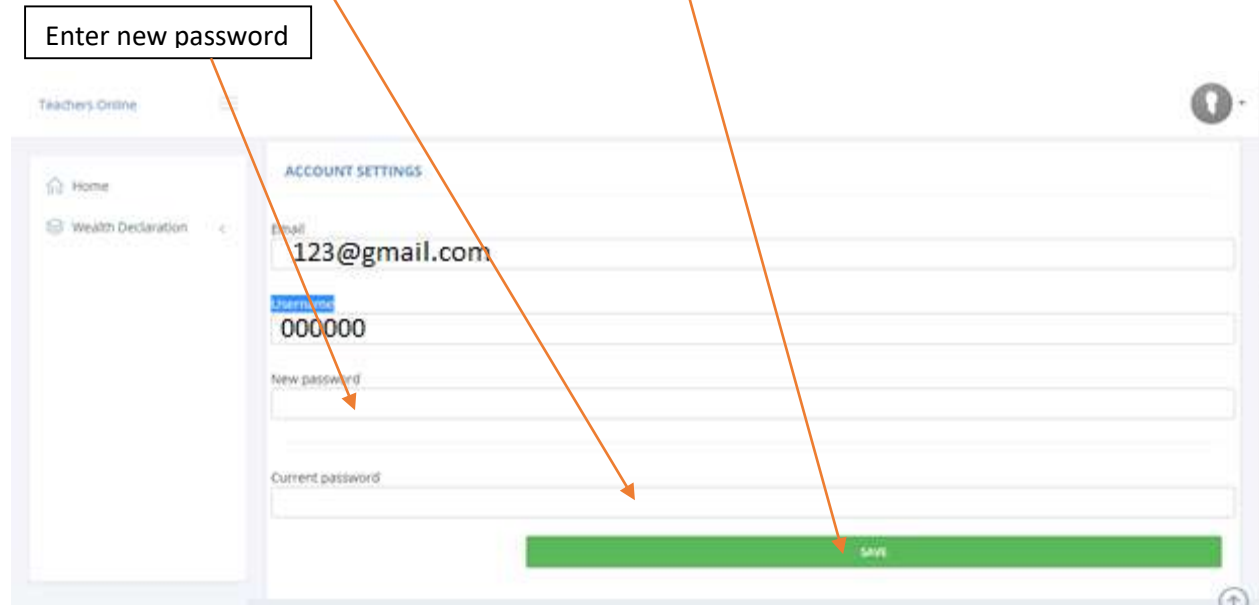 Enter new password
Teachers Online
ACCOUNT SETTINGS
Home
Wealth Declaration
Email
123@gmail.com
Username
000000
New password
Current password
SAVE